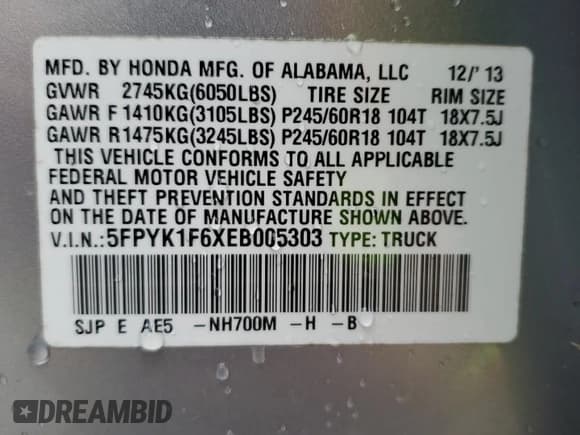 MFD. BY HONDA MFG. OF ALABAMA, LLC 12/' 13
GVWR 2745KG(6050LBS) TIRE SIZE RIM SIZE
GAWR F 1410KG(3105LBS) P245/60R18 104T 18X7.5J
GAWR R1475KG(3245LBS) P245/60R18 104T 18X7.5J
THIS VEHICLE CONFORMS TO ALL APPLICABLE
FEDERAL MOTOR VEHICLE SAFETY
AND THEFT PREVENTION STANDARDS IN EFFECT
ON THE DATE OF MANUFACTURE SHOWN ABOVE.
V.I.N.:5FPYK1F6XEB005303 TYPE: TRUCK
SJP E AE5 -NH700M -H -B
DREAMBID